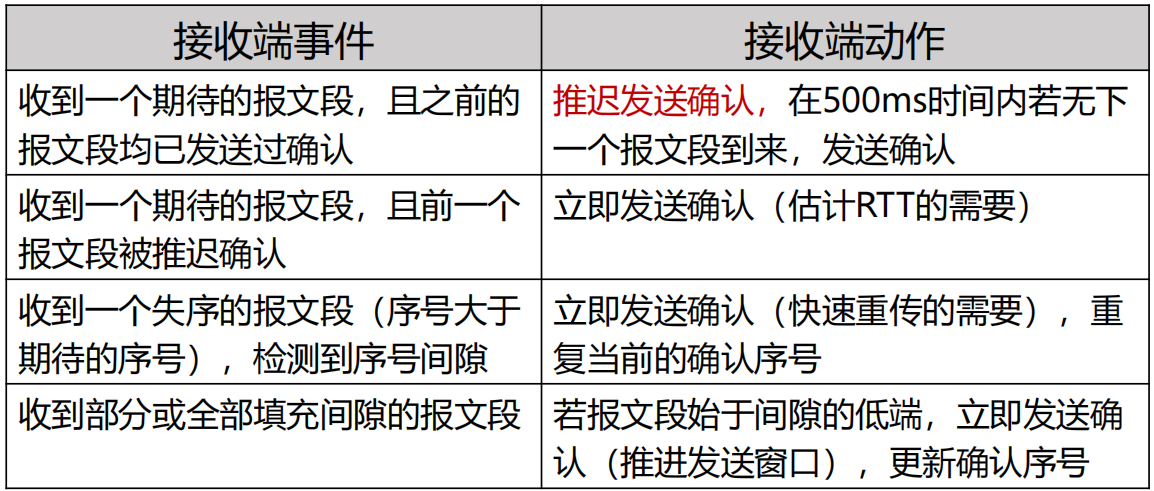 接收端事件
接收端动作
收到一个期待的报文段，且之前的
报文段均已发送过确认
推迟发送确认，在500ms时间内若无下
一个报文段到来，发送确认
收到一个期待的报文段，且前一个
报文段被推迟确认
立即发送确认（估计RTT的需要）
收到一个失序的报文段（序号大于
期待的序号），检测到序号间隙
立即发送确认（快速重传的需要），重
复当前的确认序号
收到部分或全部填充间隙的报文段
若报文段始于间隙的低端，立即发送确
认（推进发送窗口），更新确认序号